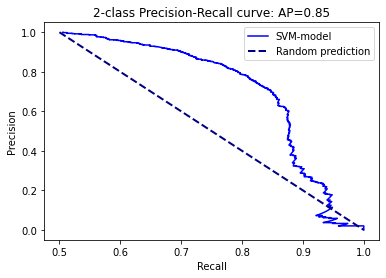 2-class Precision-Recall curve: AP=0.85
SVM-model
Random prediction
Precision
1.0
0.8
0.6
0.4
0.2
0.0
0.5
0.6
0.7
0.8
0.9
1.0
Recall